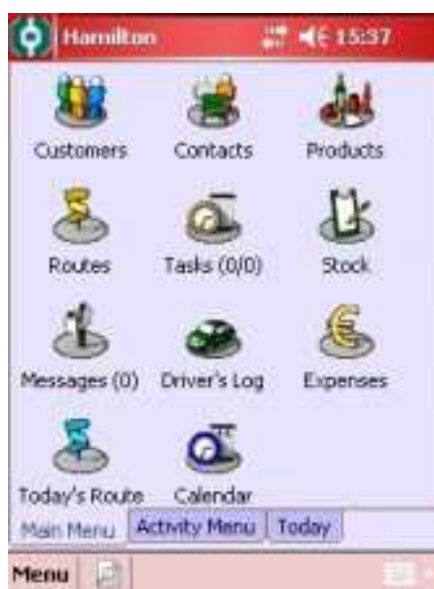 Hamilton 15:37
Customers Contacts Products
Routes Tasks (0/0) Stock
Messages (0) Driver's Log Expenses
Today's Route Calendar
Main Menu Activity Menu Today
Menu